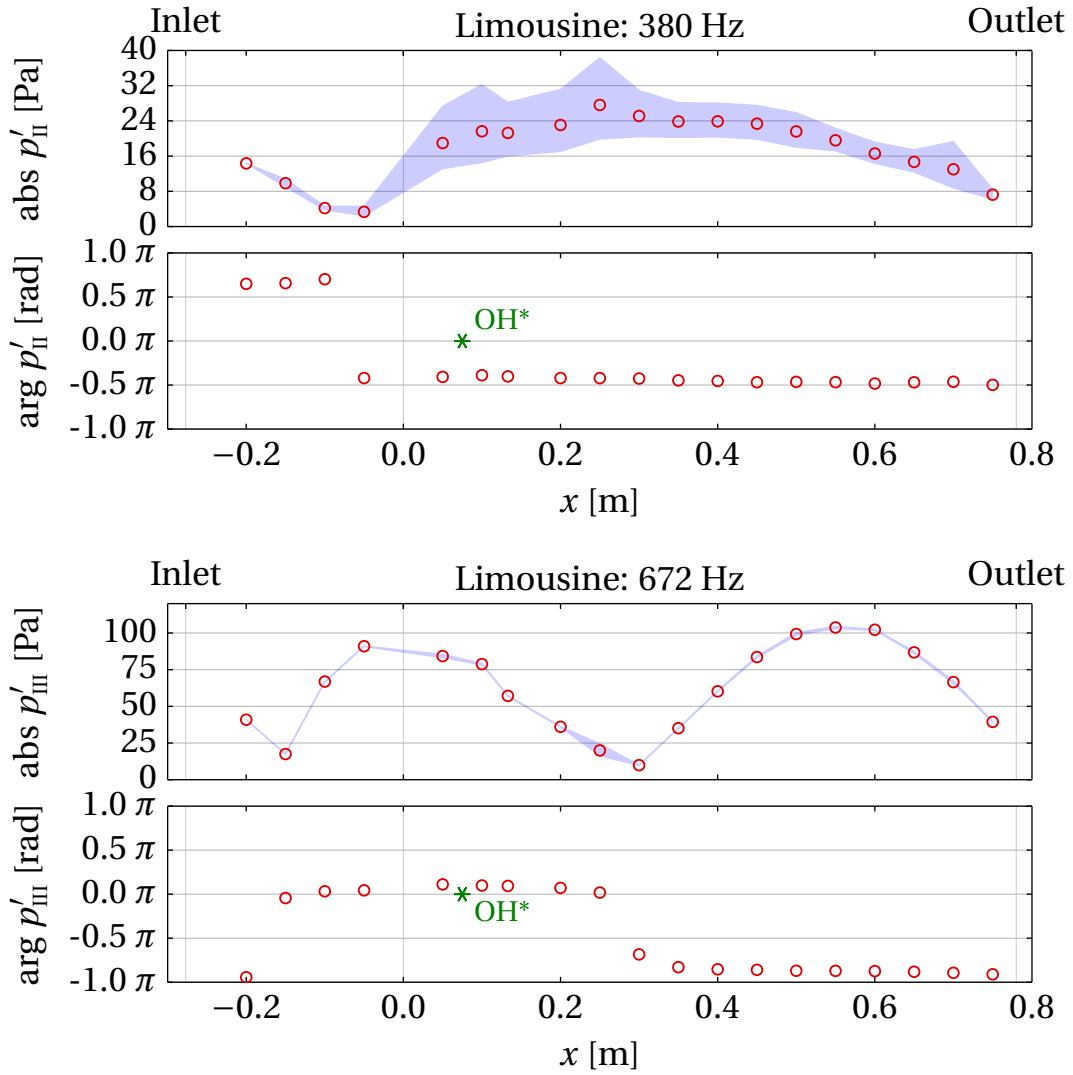 Inlet Limousine: 380 Hz Outlet
abs p′II [Pa]
40
32
24
16
8
0
arg p′II [rad]
1.0 π
0.5 π
0.0 π
-0.5 π
-1.0 π
OH*
−0.2 0.0 0.2 0.4 0.6 0.8
x [m]
Inlet Limousine: 672 Hz Outlet
abs p′III [Pa]
100
75
50
25
0
arg p′III [rad]
1.0 π
0.5 π
0.0 π
-0.5 π
-1.0 π
OH*
−0.2 0.0 0.2 0.4 0.6 0.8
x [m]